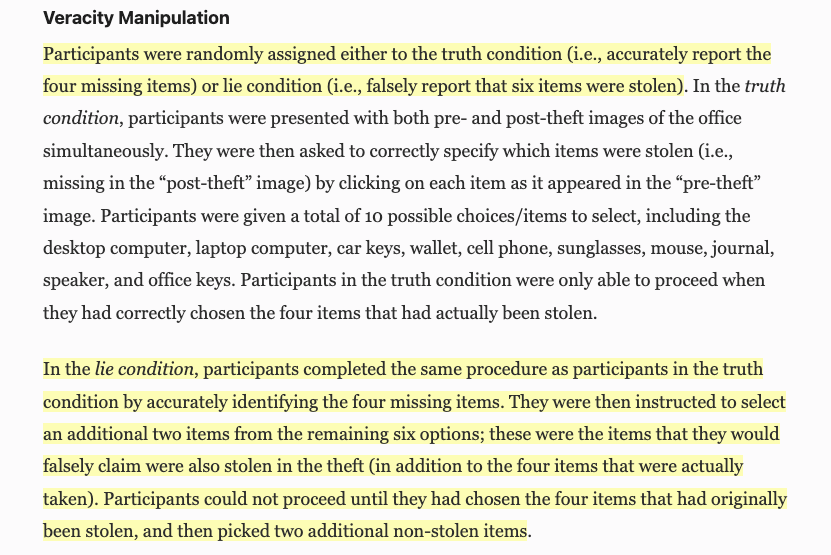 Veracity Manipulation
Participants were randomly assigned either to the truth condition (i.e., accurately report the
four missing items) or lie condition (i.e., falsely report that six items were stolen). In the truth
condition, participants were presented with both pre- and post-theft images of the office
simultaneously. They were then asked to correctly specify which items were stolen (i.e.,
missing in the “post-theft” image) by clicking on each item as it appeared in the “pre-theft”
image. Participants were given a total of 10 possible choices/items to select, including the
desktop computer, laptop computer, car keys, wallet, cell phone, sunglasses, mouse, journal,
speaker, and office keys. Participants in the truth condition were only able to proceed when
they had correctly chosen the four items that had actually been stolen.
In the lie condition, participants completed the same procedure as participants in the truth
condition by accurately identifying the four missing items. They were then instructed to select
an additional two items from the remaining six options; these were the items that they would
falsely claim were also stolen in the theft (in addition to the four items that were actually
taken). Participants could not proceed until they had chosen the four items that had originally
been stolen, and then picked two additional non-stolen items.